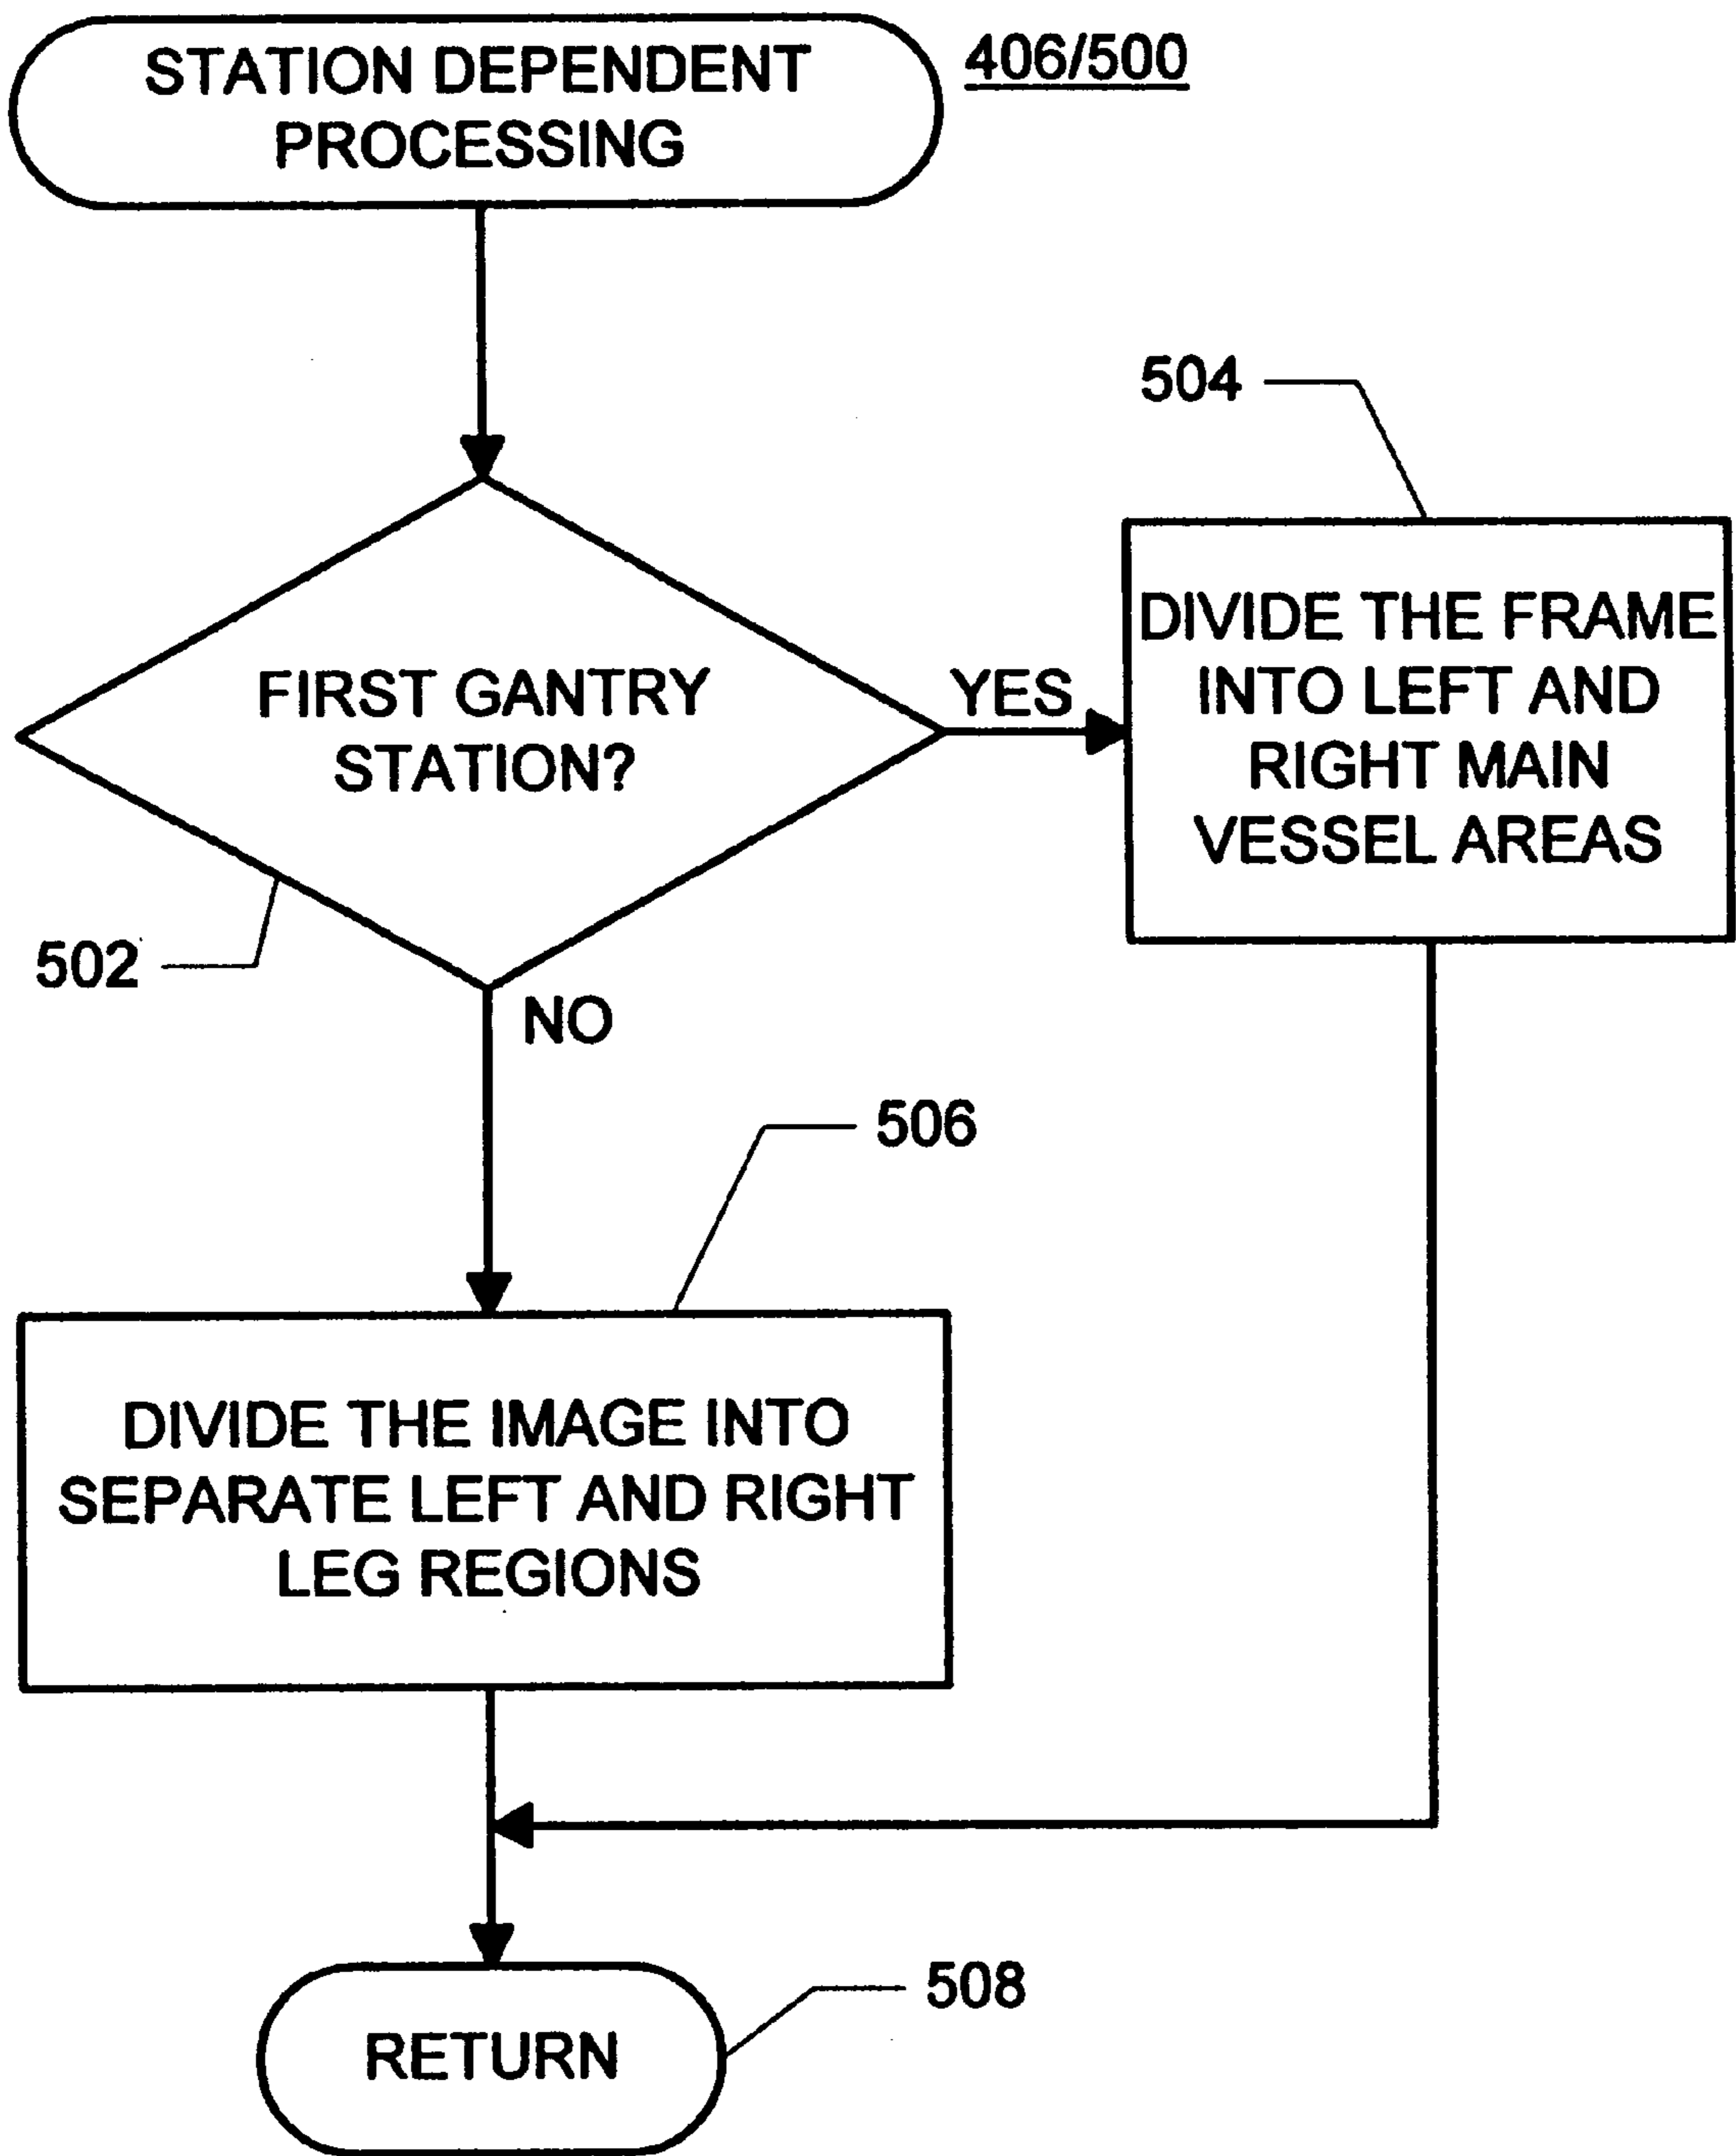 STATION DEPENDENT
PROCESSING
406/500
504
FIRST GANTRY
STATION?
YES
DIVIDE THE FRAME
INTO LEFT AND
RIGHT MAIN
VESSEL AREAS
502
NO
506
DIVIDE THE IMAGE INTO
SEPARATE LEFT AND RIGHT
LEG REGIONS
508
RETURN